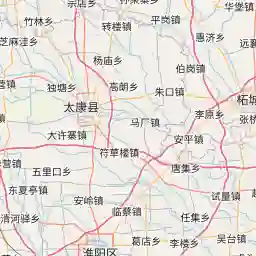 宗店乡
转楼镇
平岗镇
华堡镇
竹林乡
惠济乡
芝麻洼乡
远襄
杨庙乡
伯岗镇
独塘乡
高朗乡
朱口镇
柘城
太康县
马厂镇
李原乡
张桥
大许寨镇
安平镇
符草楼镇
五里口乡
唐集乡
东夏亭镇
安岭镇
试量镇
临蔡镇
任集乡
清河驿乡
淮阳区
葛店乡
李楼乡
吴台镇